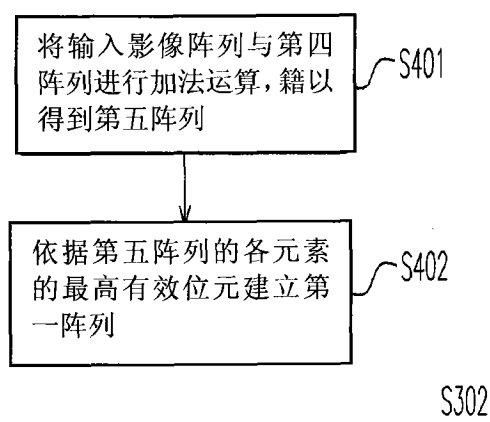 将输入影像阵列与第四
阵列进行加法运算,籍以
得到第五阵列
S401
依据第五阵列的各元素
的最高有效位元建立第
一阵列
S402
S302